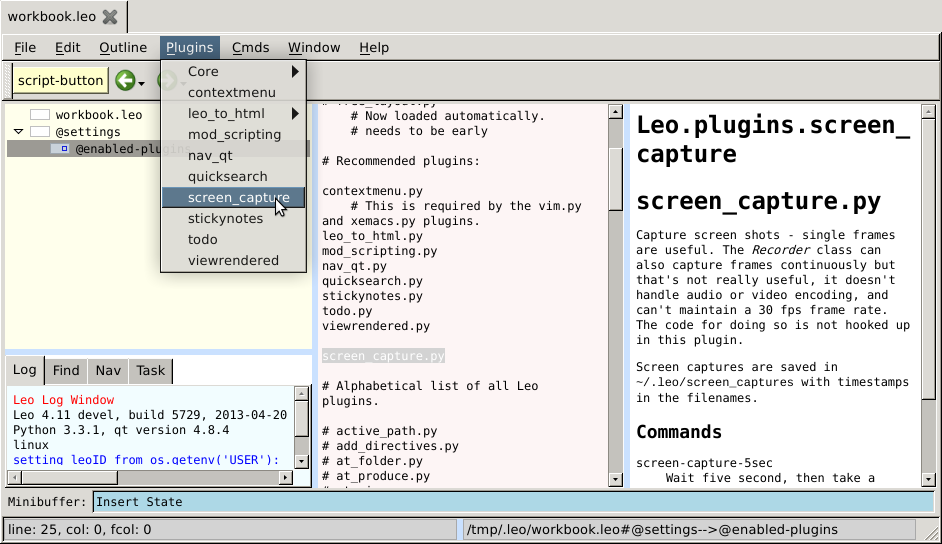 workbook.leo
File Edit Outline Plugins Cmds Window Help
script-button
Core
contextmenu
leo_to_html
mod_scripting
nav_qt
quicksearch
screen_capture
stickynotes
todo
viewrendered
workbook.leo
@settings
@enabled-plugins
Log Find Nav Task
Leo Log Window
Leo 4.11 devel, build 5729, 2013-04-20
Python 3.3.1, qt version 4.8.4
linux
setting leoID from os.getenv('USER'):
# free_layout.py
# Now loaded automatically.
# needs to be early
# Recommended plugins:
contextmenu.py
# This is required by the vim.py
and xemacs.py plugins.
leo_to_html.py
mod_scripting.py
nav_qt.py
quicksearch.py
stickynotes.py
todo.py
viewrendered.py
screen_capture.py
# Alphabetical list of all Leo
plugins.
# active_path.py
# add_directives.py
# at_folder.py
# at_produce.py
Leo.plugins.screen_
capture
screen_capture.py
Capture screen shots - single frames
are useful. The Recorder class can
also capture frames continuously but
that's not really useful, it doesn't
handle audio or video encoding, and
can't maintain a 30 fps frame rate.
The code for doing so is not hooked up
in this plugin.
Screen captures are saved in
~/.leo/screen_captures with timestamps
in the filenames.
Commands
screen-capture-5sec
Wait five second, then take a
Minibuffer: Insert State
line: 25, col: 0, fcol: 0
/tmp/.leo/workbook.leo#@settings-->@enabled-plugins